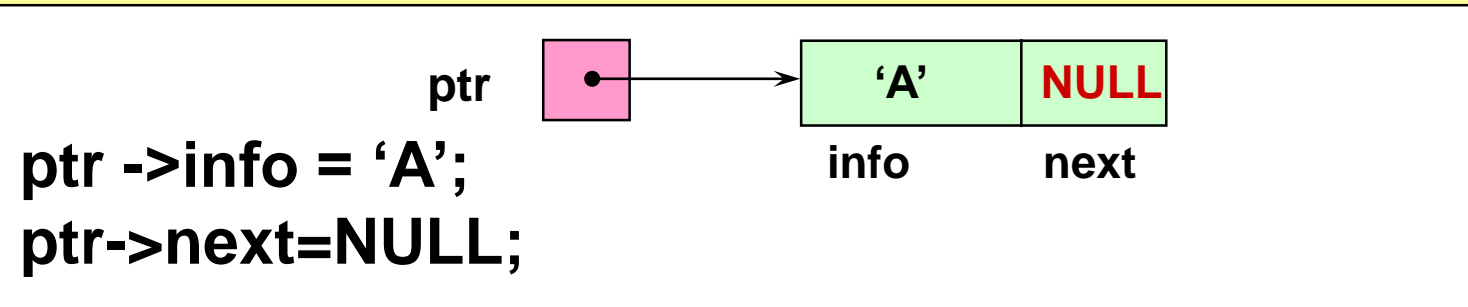 ptr ‘A’ NULL
info next
ptr ->info = ‘A’;
ptr->next=NULL;